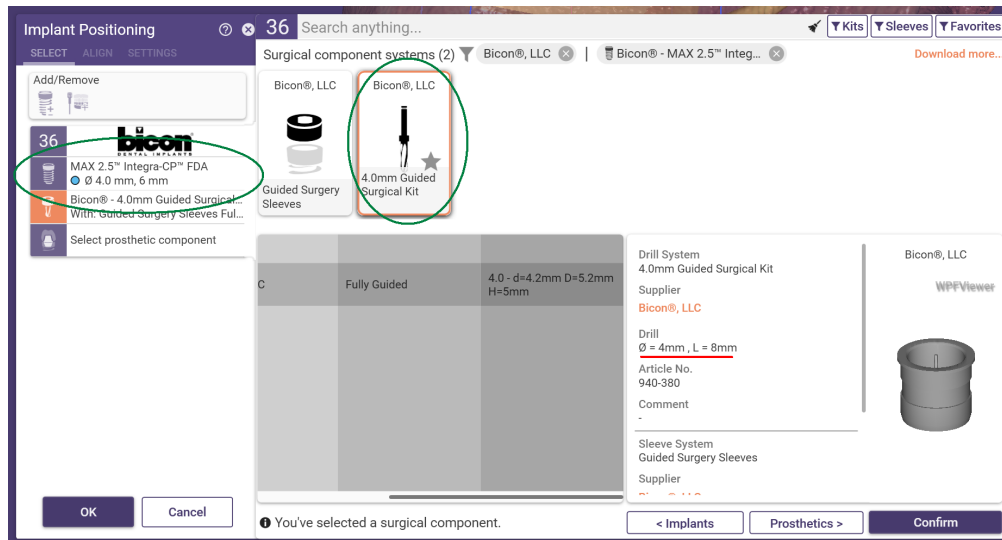 Implant Positioning
SELECT ALIGN SETTINGS
Add/Remove
36
bicon
DENTAL IMPLANTS
MAX 2.5™ Integra-CP™ FDA
Ø 4.0 mm, 6 mm
Bicon® - 4.0mm Guided Surgical...
With: Guided Surgery Sleeves Ful...
Select prosthetic component
OK
Cancel
36
Search anything...
Kits
Sleeves
Favorites
Surgical component systems (2)
Bicon®, LLC
Bicon® - MAX 2.5™ Integ...
Download more...
Bicon®, LLC
Guided Surgery
Sleeves
Bicon®, LLC
4.0mm Guided
Surgical Kit
C
Fully Guided
4.0 - d=4.2mm D=5.2mm
H=5mm
Drill System
4.0mm Guided Surgical Kit
Supplier
Bicon®, LLC
Drill
Ø = 4mm , L = 8mm
Article No.
940-380
Comment
-
Sleeve System
Guided Surgery Sleeves
Supplier
Bicon®, LLC
WPFViewer
You've selected a surgical component.
< Implants
Prosthetics >
Confirm